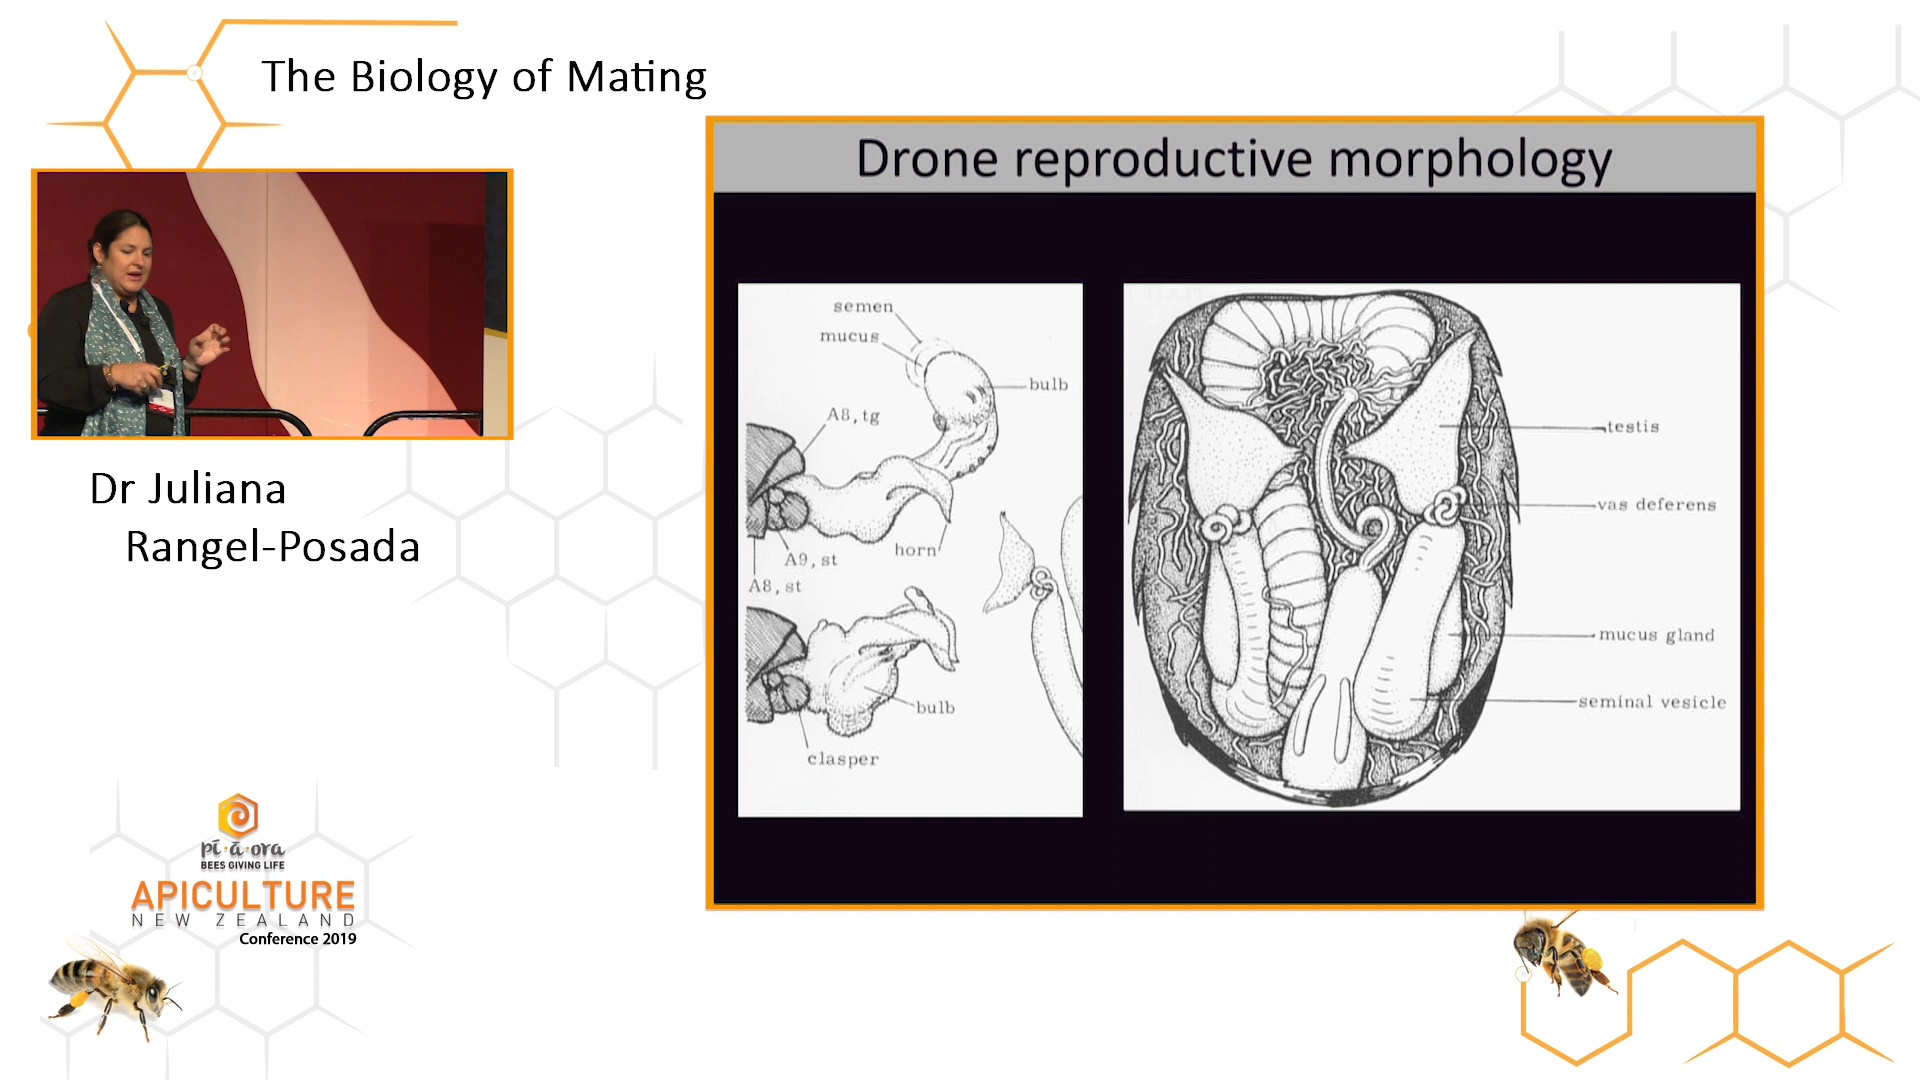 The Biology of Mating
Dr Juliana
Rangel-Posada
pī·ā·ora
BEES GIVING LIFE
APICULTURE
NEW ZEALAND
Conference 2019
Drone reproductive morphology
semen
mucus
bulb
A8, tg
horn
A9, st
A8, st
bulb
clasper
testis
vas deferens
mucus gland
seminal vesicle